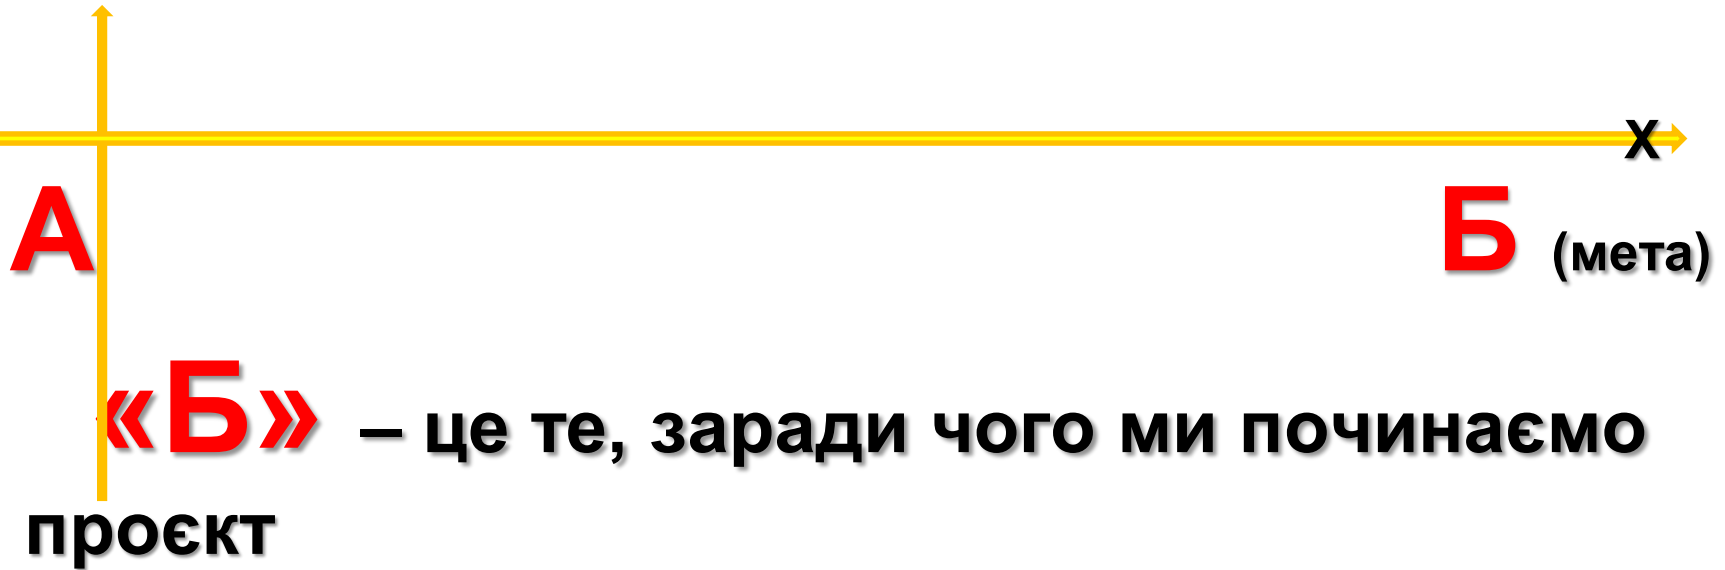 Х
А
Б (мета)
«Б» – це те, заради чого ми починаємо
проєкт